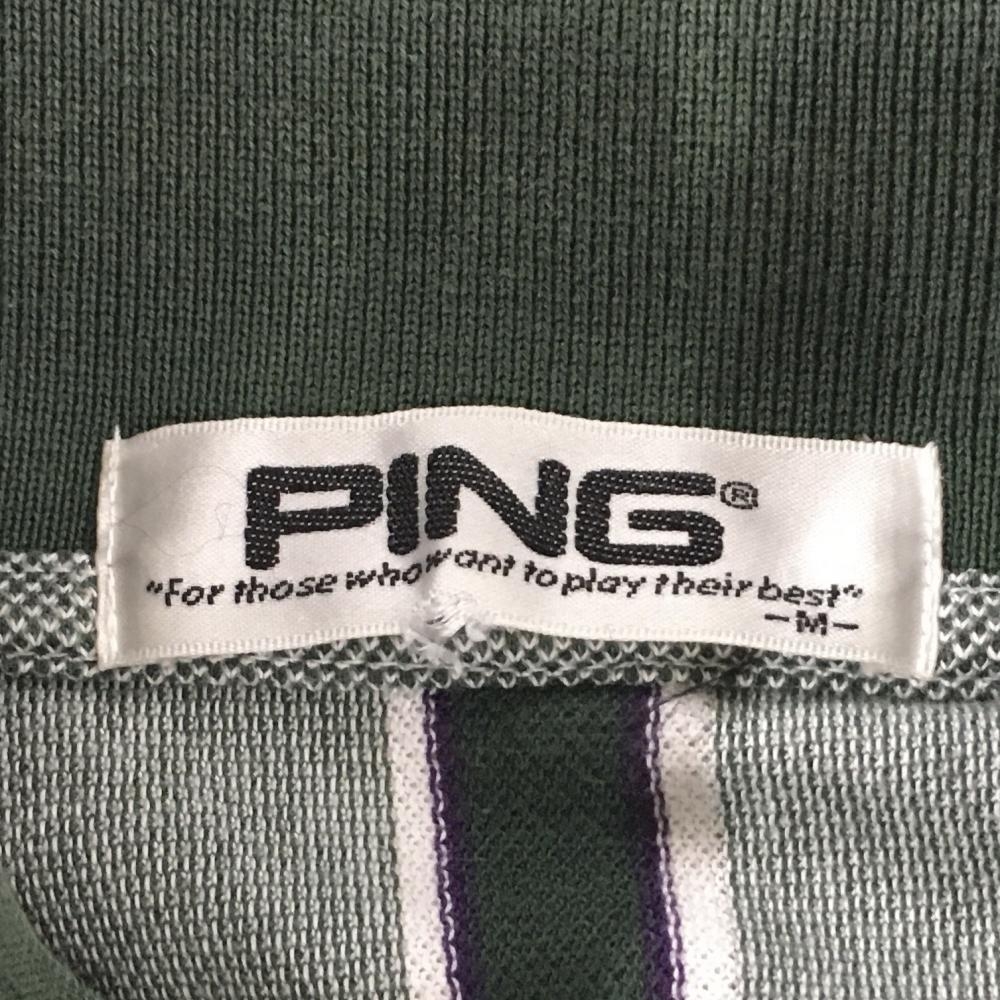 PING®
"For those who want to play their best"
-M-